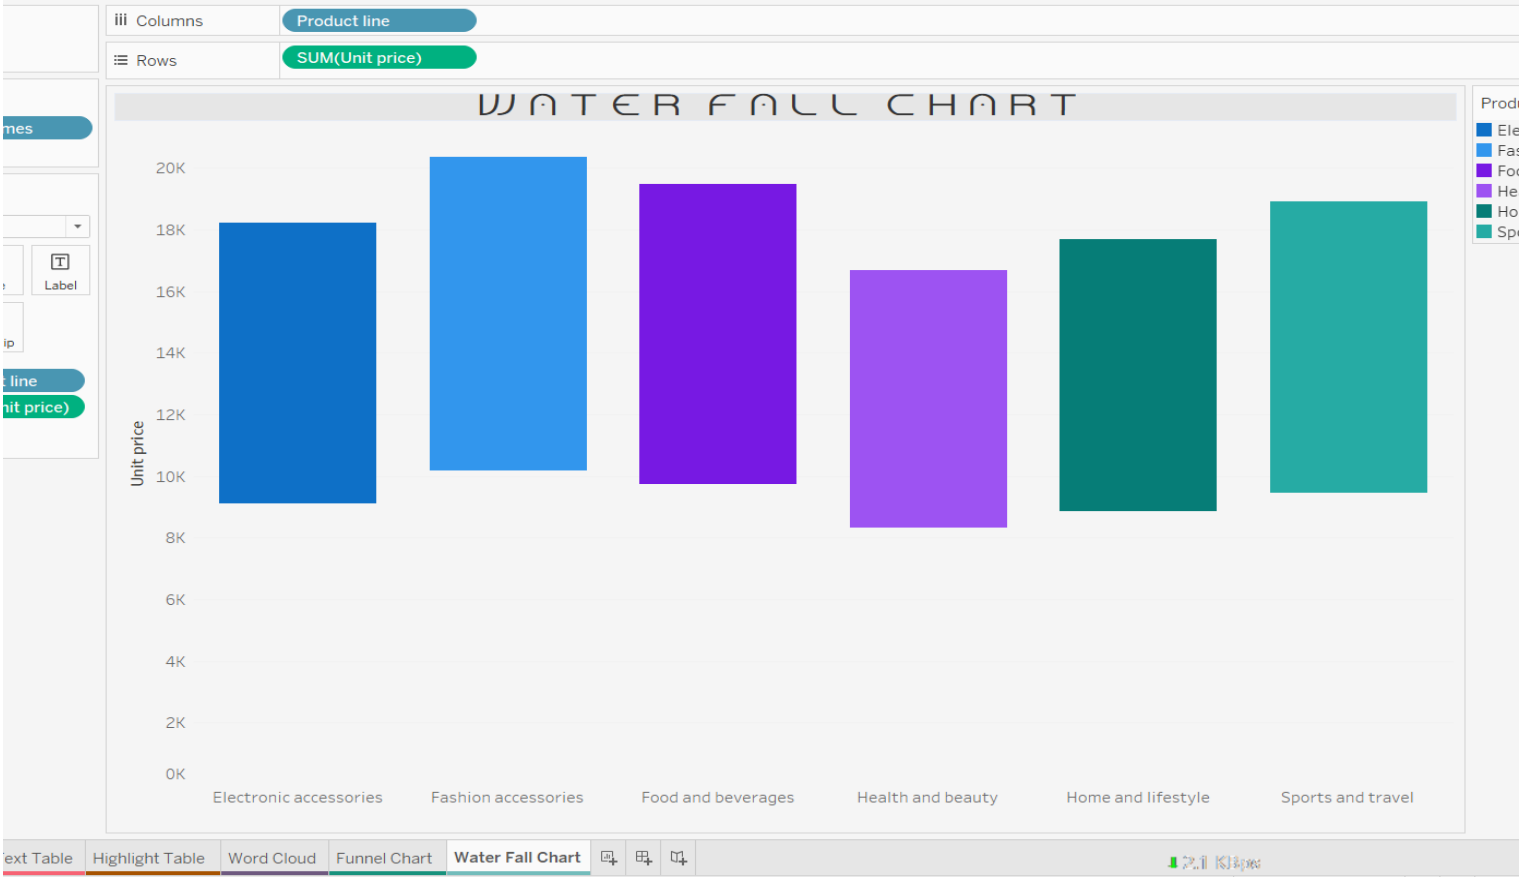 Columns
Product line
Rows
SUM(Unit price)
WATER FALL CHART
mes
Label
ip
t line
nit price)
Unit price
20K
18K
16K
14K
12K
10K
8K
6K
4K
2K
0K
Electronic accessories
Fashion accessories
Food and beverages
Health and beauty
Home and lifestyle
Sports and travel
Produ
Ele
Fas
Foo
Hea
Ho
Spo
Text Table
Highlight Table
Word Cloud
Funnel Chart
Water Fall Chart